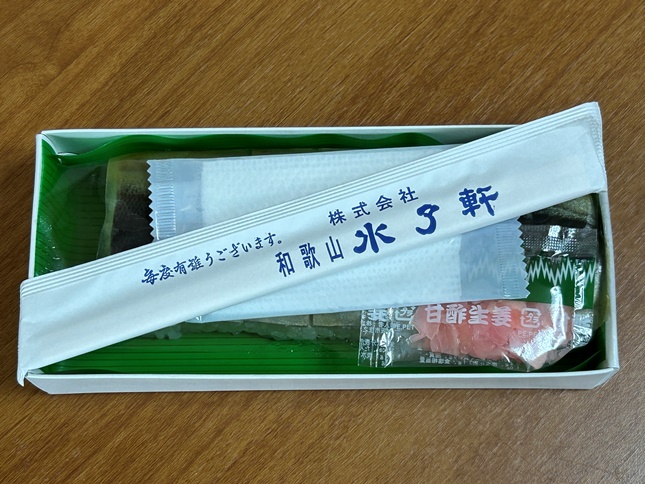 毎度有難うございます。
株式会社
和歌山 水了軒
甘酢生姜